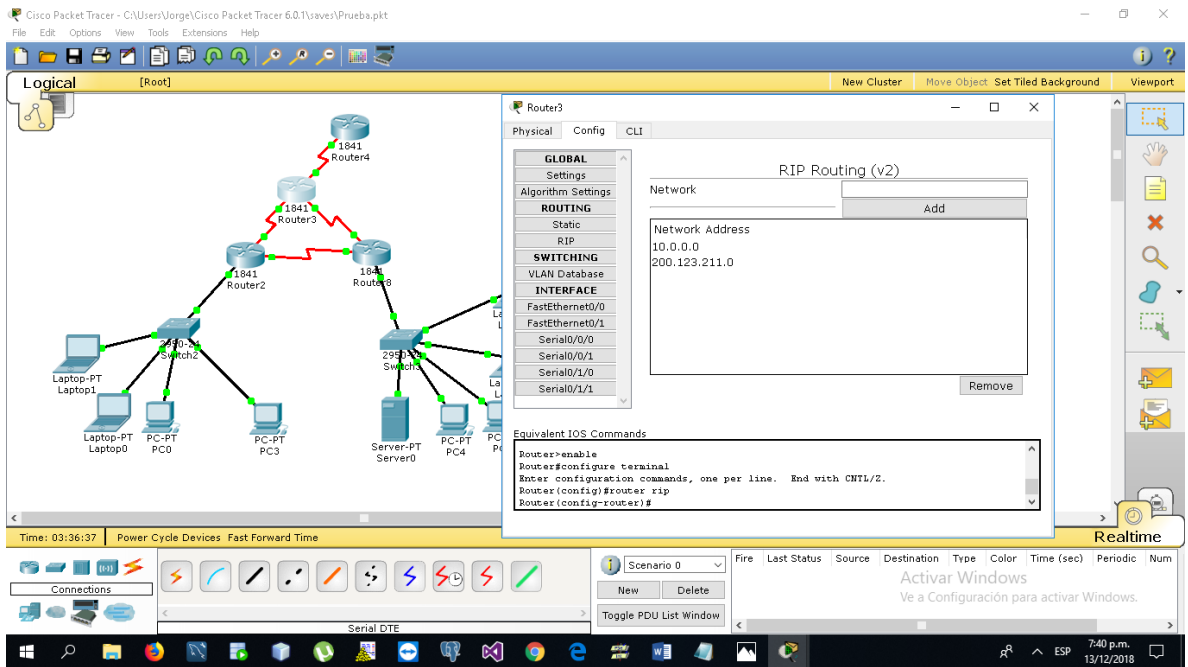 Cisco Packet Tracer - C:\Users\Jorge\Cisco Packet Tracer 6.0.1\saves\Prueba.pkt
File Edit Options View Tools Extensions Help
Logical [Root] New Cluster Move Object Set Tiled Background Viewport
1841
Router4
1841
Router3
1841
Router2
1841
Router8
2950-24
Switch2
2950-24
Switch3
Laptop-PT
Laptop1
Laptop-PT
Laptop0
PC-PT
PC0
PC-PT
PC3
Server-PT
Server0
PC-PT
PC4
Router3
Physical Config CLI
GLOBAL
Settings
Algorithm Settings
ROUTING
Static
RIP
SWITCHING
VLAN Database
INTERFACE
FastEthernet0/0
FastEthernet0/1
Serial0/0/0
Serial0/0/1
Serial0/1/0
Serial0/1/1
RIP Routing (v2)
Network
Add
Network Address
10.0.0.0
200.123.211.0
Remove
Equivalent IOS Commands
Router>enable
Router#configure terminal
Enter configuration commands, one per line. End with CNTL/Z.
Router(config)#router rip
Router(config-router)#
Time: 03:36:37 Power Cycle Devices Fast Forward Time Realtime
Connections
Serial DTE
Scenario 0
New Delete
Toggle PDU List Window
Fire Last Status Source Destination Type Color Time (sec) Periodic Num
Activar Windows
Ve a Configuración para activar Windows.
ESP
7:40 p.m.
13/12/2018